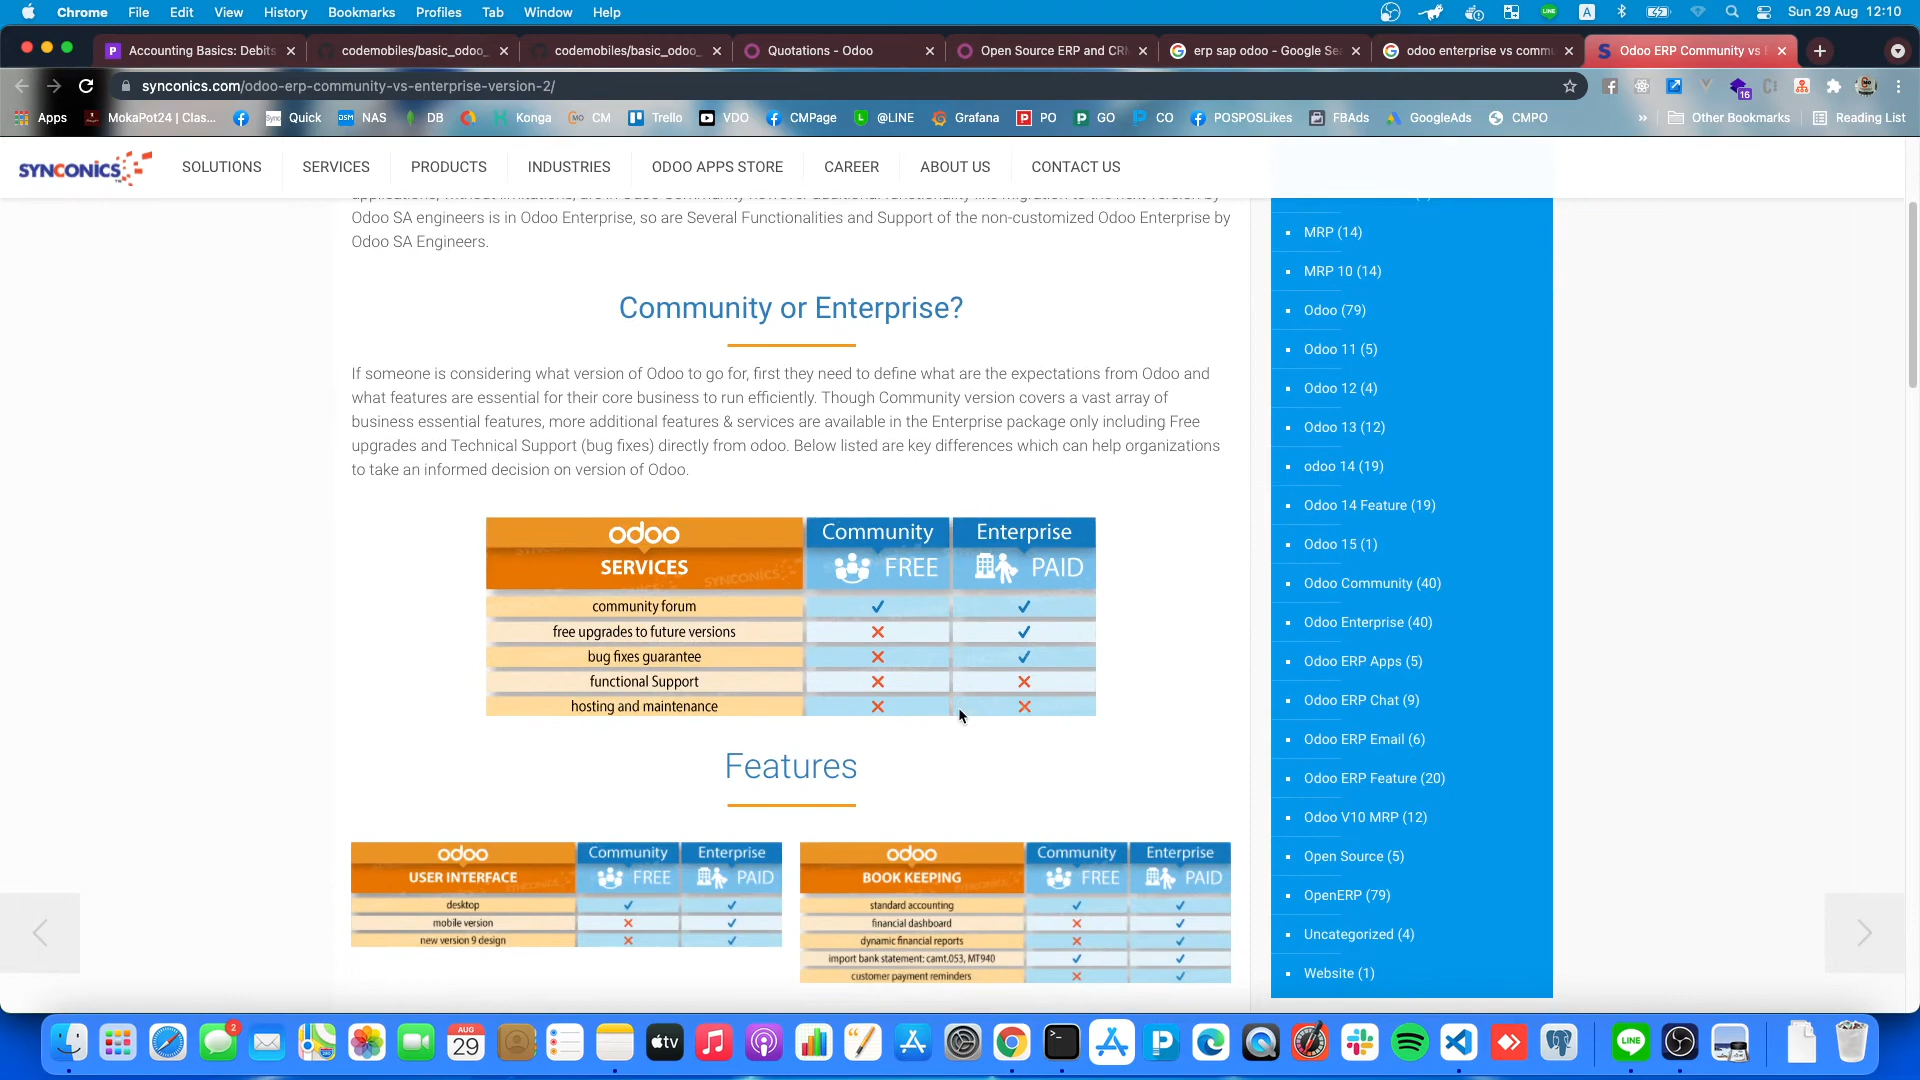 Chrome File Edit View History Bookmarks Profiles Tab Window Help
A
Sun 29 Aug 12:10
Accounting Basics: Debits
codemobiles/basic_odoo_
codemobiles/basic_odoo_
Quotations - Odoo
Open Source ERP and CR
erp sap odoo - Google Se
odoo enterprise vs comm
Odoo ERP Community vs
synconics.com/odoo-erp-community-vs-enterprise-version-2/
16
Apps MokaPot24 | Clas... Quick NAS DB Konga CM Trello VDO CMPage @LINE Grafana PO GO CO POSPOSLikes FBAds GoogleAds CMPO » Other Bookmarks Reading List
SYNCONICS
SOLUTIONS SERVICES PRODUCTS INDUSTRIES ODOO APPS STORE CAREER ABOUT US CONTACT US
Odoo SA engineers is in Odoo Enterprise, so are Several Functionalities and Support of the non-customized Odoo Enterprise by
Odoo SA Engineers.
Community or Enterprise?
If someone is considering what version of Odoo to go for, first they need to define what are the expectations from Odoo and
what features are essential for their core business to run efficiently. Though Community version covers a vast array of
business essential features, more additional features & services are available in the Enterprise package only including Free
upgrades and Technical Support (bug fixes) directly from odoo. Below listed are key differences which can help organizations
to take an informed decision on version of Odoo.
odoo Community Enterprise
SERVICES FREE PAID
community forum
free upgrades to future versions
bug fixes guarantee
functional Support
hosting and maintenance
Features
odoo Community Enterprise
USER INTERFACE FREE PAID
desktop
mobile version
new version 9 design
odoo Community Enterprise
BOOK KEEPING FREE PAID
standard accounting
financial dashboard
dynamic financial reports
import bank statement: camt.053, MT940
customer payment reminders
MRP (14)
MRP 10 (14)
Odoo (79)
Odoo 11 (5)
Odoo 12 (4)
Odoo 13 (12)
odoo 14 (19)
Odoo 14 Feature (19)
Odoo 15 (1)
Odoo Community (40)
Odoo Enterprise (40)
Odoo ERP Apps (5)
Odoo ERP Chat (9)
Odoo ERP Email (6)
Odoo ERP Feature (20)
Odoo V10 MRP (12)
Open Source (5)
OpenERP (79)
Uncategorized (4)
Website (1)
2
AUG
29
tv
LINE